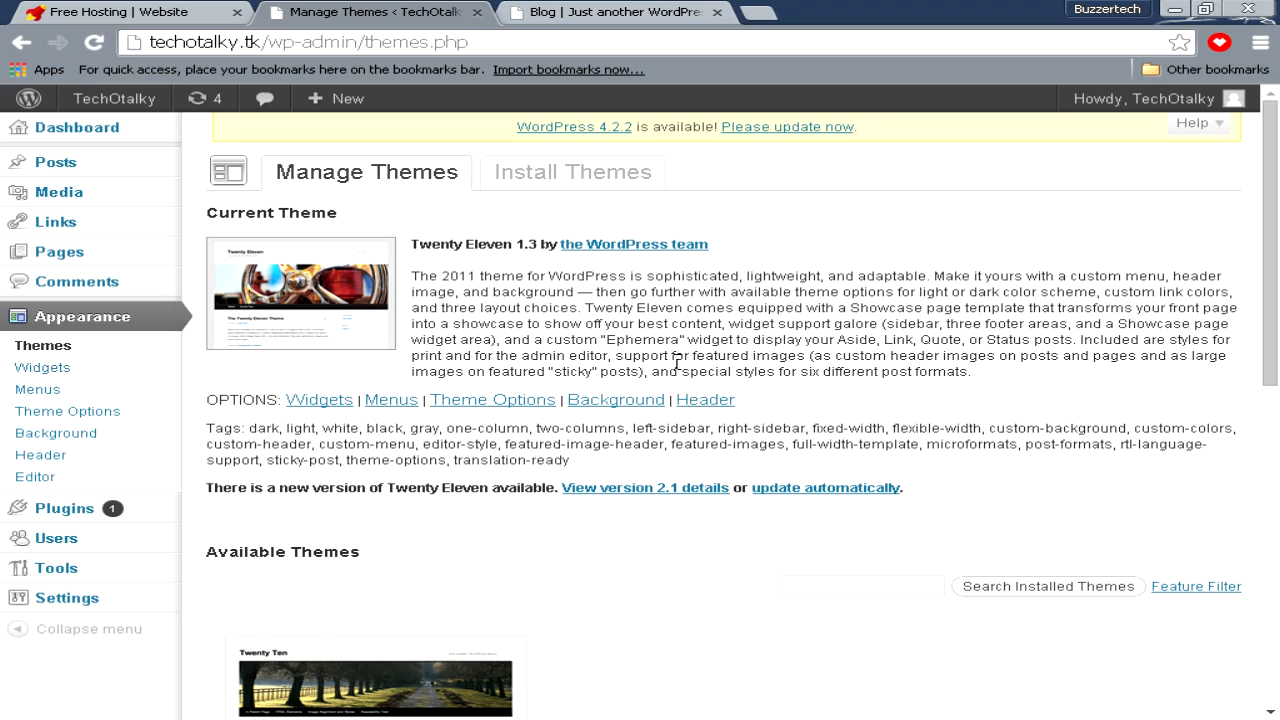 Free Hosting | Website
Manage Themes < TechOtalk
Blog | Just another WordPre
Buzzertech
techotalky.tk/wp-admin/themes.php
Apps
For quick access, place your bookmarks here on the bookmarks bar. Import bookmarks now...
Other bookmarks
TechOtalky
4
New
Howdy, TechOtalky
WordPress 4.2.2 is available! Please update now.
Help
Dashboard
Posts
Media
Links
Pages
Comments
Appearance
Themes
Widgets
Menus
Theme Options
Background
Header
Editor
Plugins 1
Users
Tools
Settings
Collapse menu
Manage Themes
Install Themes
Current Theme
Twenty Eleven
Twenty Eleven 1.3 by the WordPress team
The 2011 theme for WordPress is sophisticated, lightweight, and adaptable. Make it yours with a custom menu, header
image, and background — then go further with available theme options for light or dark color scheme, custom link colors,
and three layout choices. Twenty Eleven comes equipped with a Showcase page template that transforms your front page
into a showcase to show off your best content, widget support galore (sidebar, three footer areas, and a Showcase page
widget area), and a custom "Ephemera" widget to display your Aside, Link, Quote, or Status posts. Included are styles for
print and for the admin editor, support for featured images (as custom header images on posts and pages and as large
images on featured "sticky" posts), and special styles for six different post formats.
OPTIONS: Widgets | Menus | Theme Options | Background | Header
Tags: dark, light, white, black, gray, one-column, two-columns, left-sidebar, right-sidebar, fixed-width, flexible-width, custom-background, custom-colors,
custom-header, custom-menu, editor-style, featured-image-header, featured-images, full-width-template, microformats, post-formats, rtl-language-
support, sticky-post, theme-options, translation-ready
There is a new version of Twenty Eleven available. View version 2.1 details or update automatically.
Available Themes
Search Installed Themes
Feature Filter
Twenty Ten